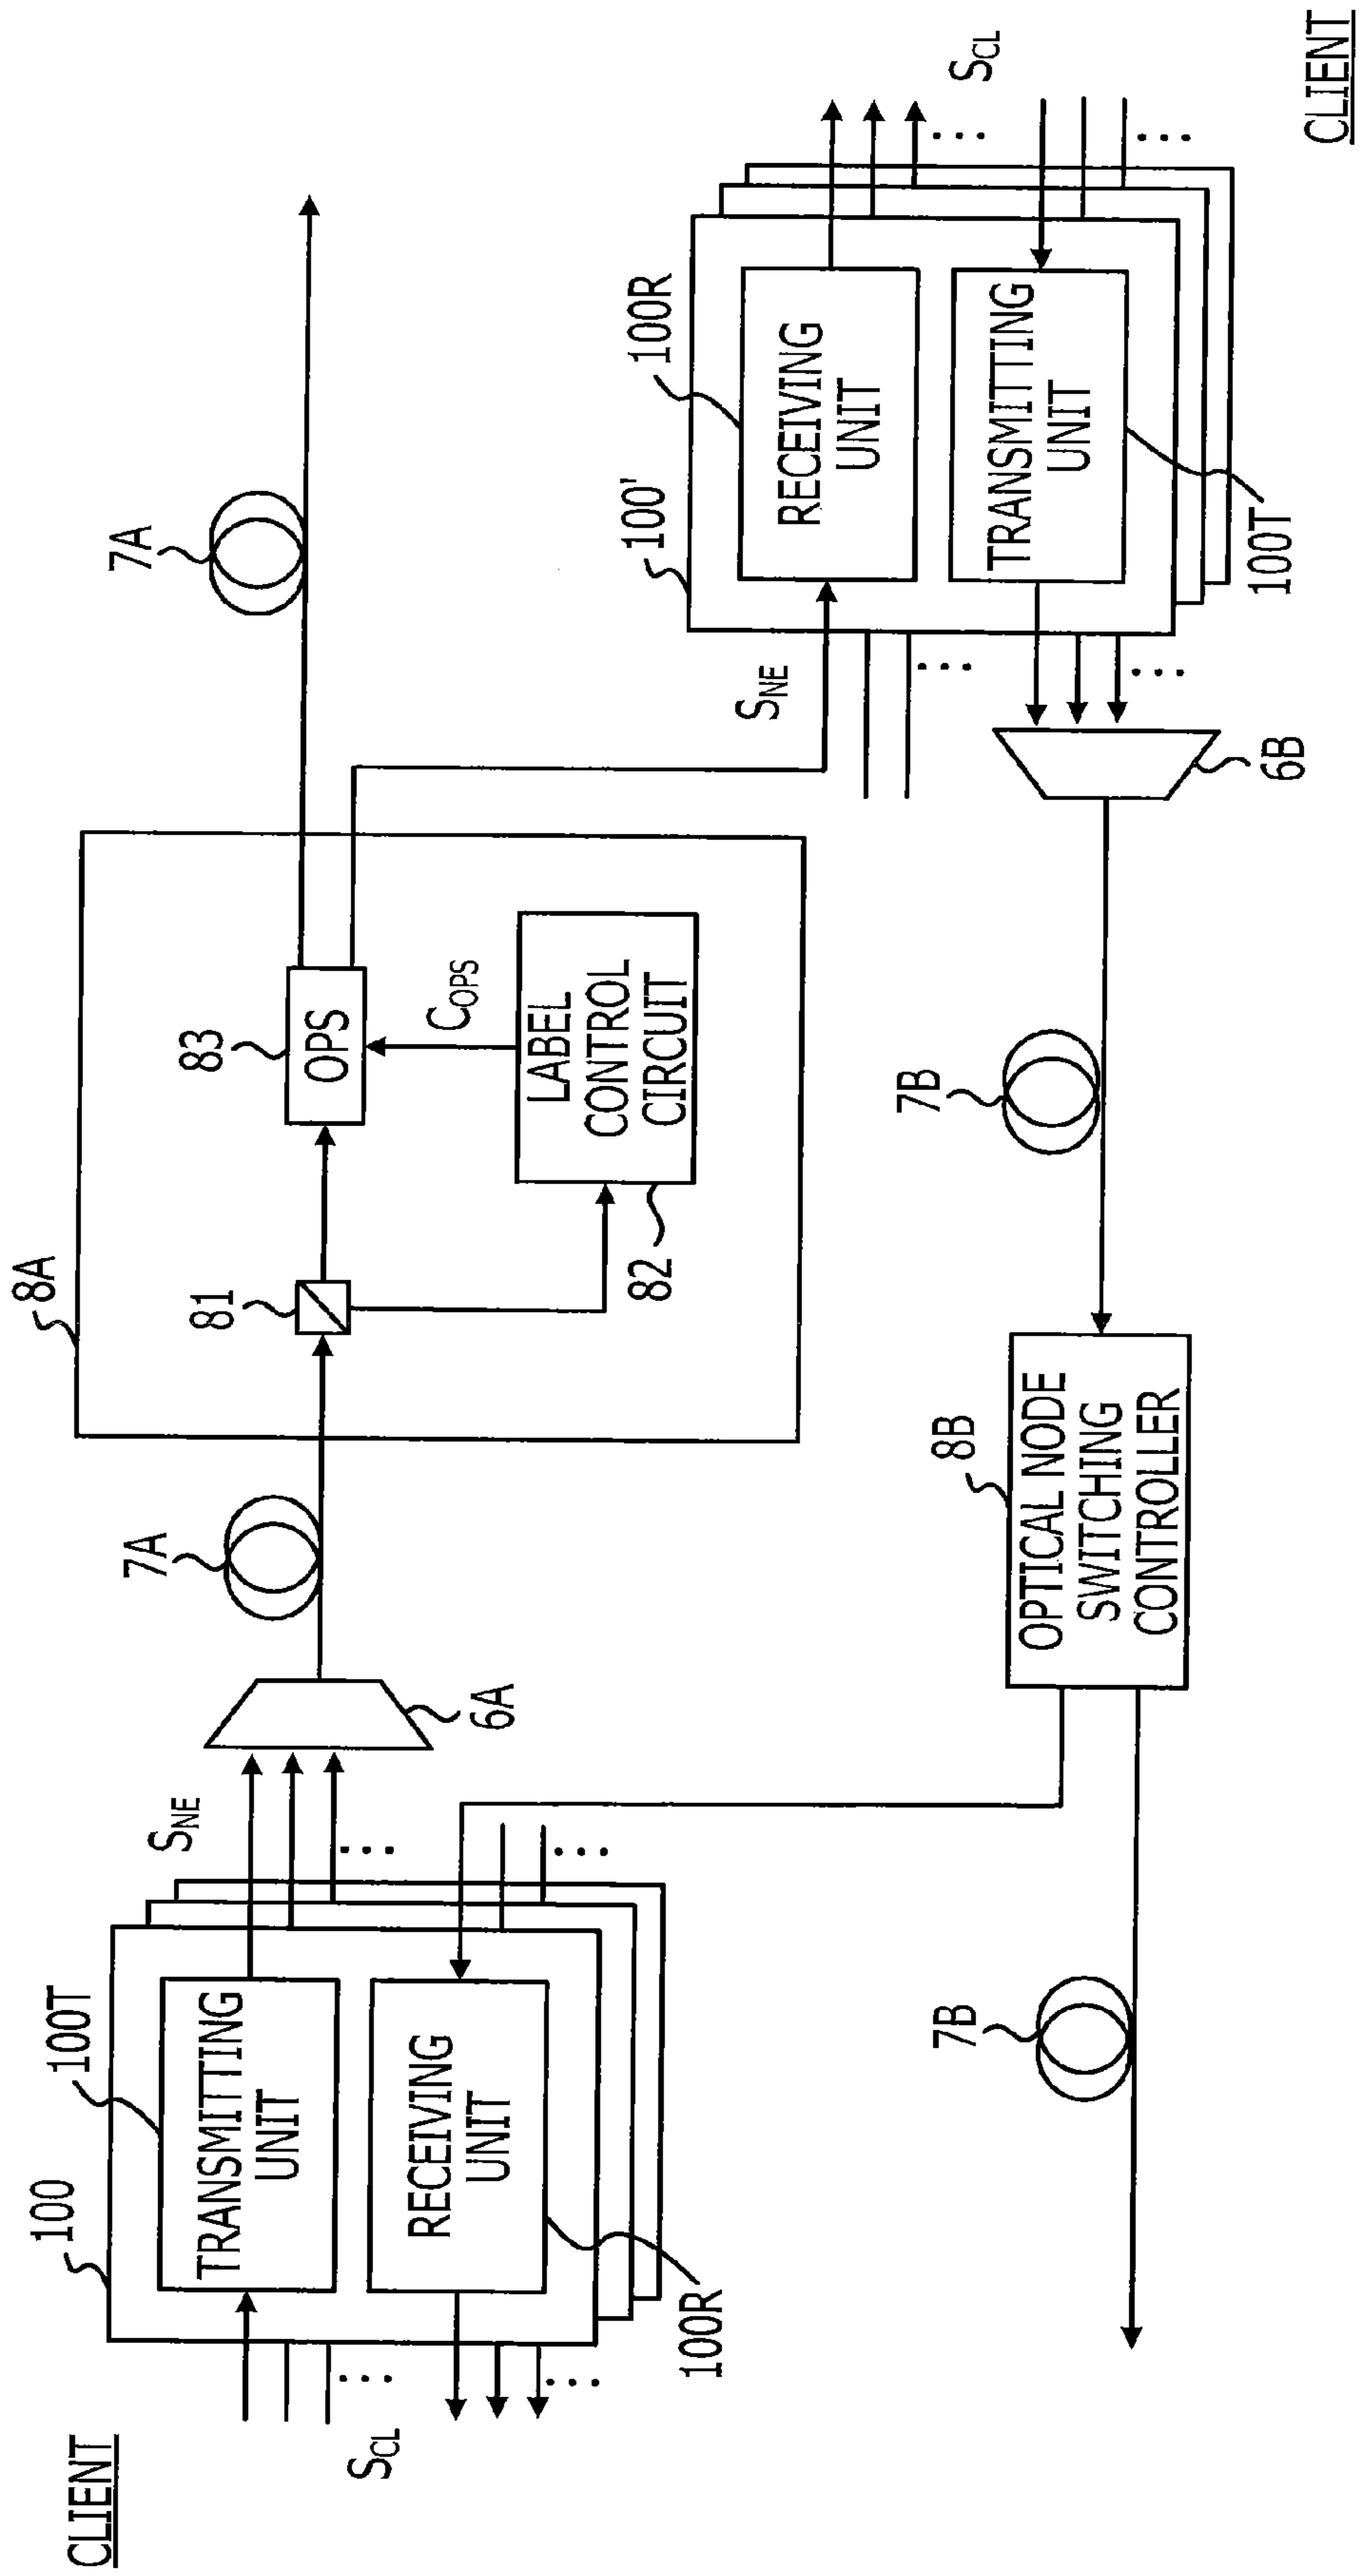 CLIENT
100
100T
TRANSMITTING
UNIT
RECEIVING
UNIT
100R
SCL
...
...
SNE
...
...
6A
7A
8A
81
83
OPS
COPS
LABEL
CONTROL
CIRCUIT
82
7A
SNE
...
100'
100R
RECEIVING
UNIT
TRANSMITTING
UNIT
100T
SCL
...
...
CLIENT
...
6B
7B
8B
OPTICAL NODE
SWITCHING
CONTROLLER
7B